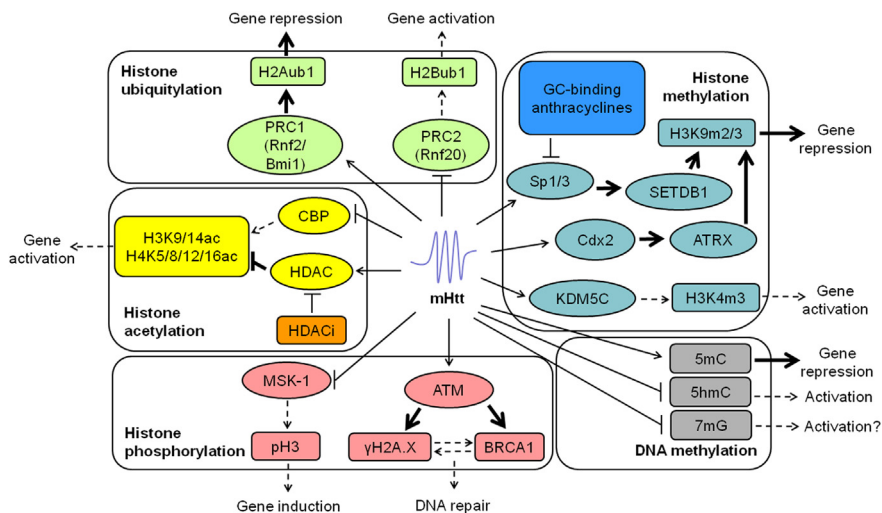 Gene repression
Gene activation
Histone
ubiquitylation
H2Aub1
H2Bub1
PRC1
(Rnf2/
Bmi1)
PRC2
(Rnf20)
GC-binding
anthracyclines
Histone
methylation
H3K9m2/3
Gene
repression
Sp1/3
SETDB1
Cdx2
ATRX
KDM5C
H3K4m3
Gene
activation
CBP
H3K9/14ac
H4K5/8/12/16ac
Gene
activation
HDAC
HDACi
Histone
acetylation
mHtt
MSK-1
ATM
Histone
phosphorylation
pH3
γH2A.X
BRCA1
Gene induction
DNA repair
5mC
Gene
repression
5hmC
Activation
7mG
Activation?
DNA methylation